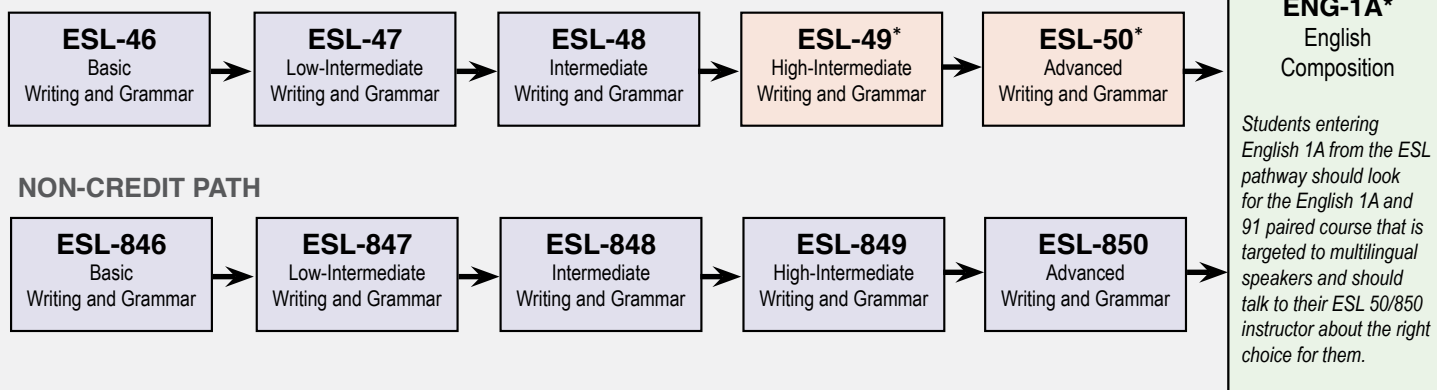 ESL-46
Basic
Writing and Grammar
ESL-47
Low-Intermediate
Writing and Grammar
ESL-48
Intermediate
Writing and Grammar
ESL-49*
High-Intermediate
Writing and Grammar
ESL-50*
Advanced
Writing and Grammar
NON-CREDIT PATH
ESL-846
Basic
Writing and Grammar
ESL-847
Low-Intermediate
Writing and Grammar
ESL-848
Intermediate
Writing and Grammar
ESL-849
High-Intermediate
Writing and Grammar
ESL-850
Advanced
Writing and Grammar
ENG-1A*
English
Composition
Students entering
English 1A from the ESL
pathway should look
for the English 1A and
91 paired course that is
targeted to multilingual
speakers and should
talk to their ESL 50/850
instructor about the right
choice for them.